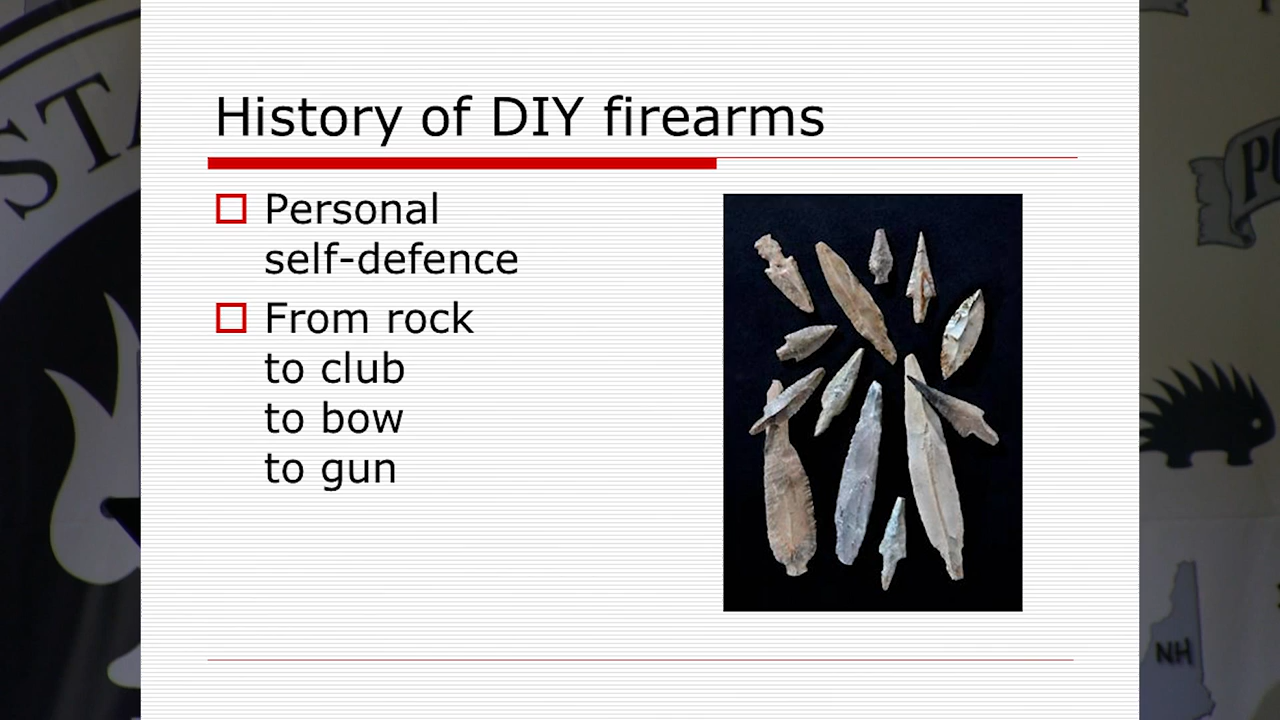 History of DIY firearms
Personal
self-defence
From rock
to club
to bow
to gun
NH